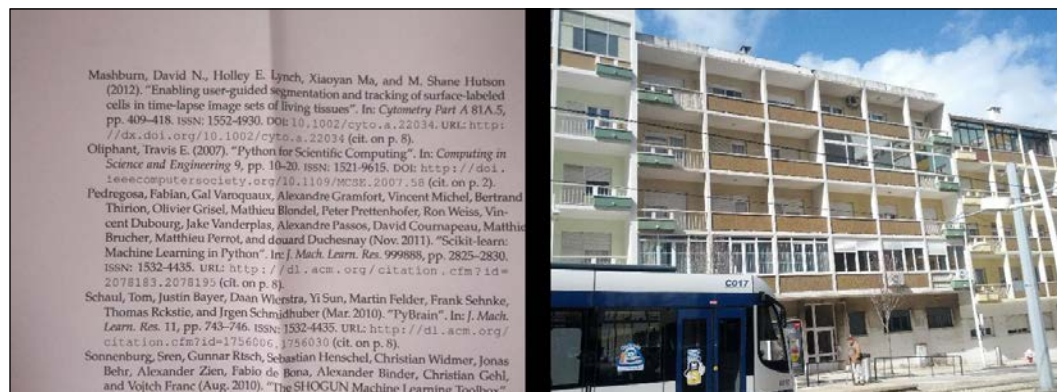 Mashburn, David N., Holley E. Lynch, Xiaoyan Ma, and M. Shane Hutson
(2012). "Enabling user-guided segmentation and tracking of surface-labeled
cells in time-lapse image sets of living tissues". In: Cytometry Part A 81A.5,
pp. 409–418. ISSN: 1552-4930. DOI: 10.1002/cyto.a.22034. URL: http:
//dx.doi.org/10.1002/cyto.a.22034 (cit. on p. 8).
Oliphant, Travis E. (2007). "Python for Scientific Computing". In: Computing in
Science and Engineering 9, pp. 10–20. ISSN: 1521-9615. DOI: http://doi.
ieeecomputersociety.org/10.1109/MCSE.2007.58 (cit. on p. 2).
Pedregosa, Fabian, Gal Varoquaux, Alexandre Gramfort, Vincent Michel, Bertrand
Thirion, Olivier Grisel, Mathieu Blondel, Peter Prettenhofer, Ron Weiss, Vin-
cent Dubourg, Jake Vanderplas, Alexandre Passos, David Cournapeau, Matthie
Brucher, Matthieu Perrot, and douard Duchesnay (Nov. 2011). "Scikit-learn:
Machine Learning in Python". In: J. Mach. Learn. Res. 999888, pp. 2825–2830.
ISSN: 1532-4435. URL: http://dl.acm.org/citation.cfm?id=
2078183.2078195 (cit. on p. 8).
Schaul, Tom, Justin Bayer, Daan Wierstra, Yi Sun, Martin Felder, Frank Sehnke,
Thomas Rckstie, and Jrgen Schmidhuber (Mar. 2010). "PyBrain". In: J. Mach.
Learn. Res. 11, pp. 743–746. ISSN: 1532-4435. URL: http://dl.acm.org/
citation.cfm?id=1756006.1756030 (cit. on p. 8).
Sonnenburg, Sren, Gunnar Rtsch, Sebastian Henschel, Christian Widmer, Jonas
Behr, Alexander Zien, Fabio de Bona, Alexander Binder, Christian Gehl,
and Vojtch Franc (Aug. 2010). "The SHOGUN Machine Learning Toolbox"
C017